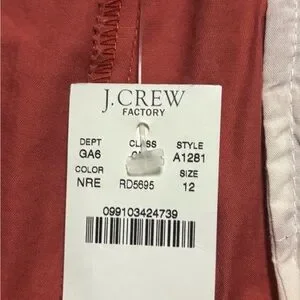 J.CREW
FACTORY
DEPT CLASS STYLE
GA6 A1281
COLOR SIZE
NRE RD5695 12
099103424739